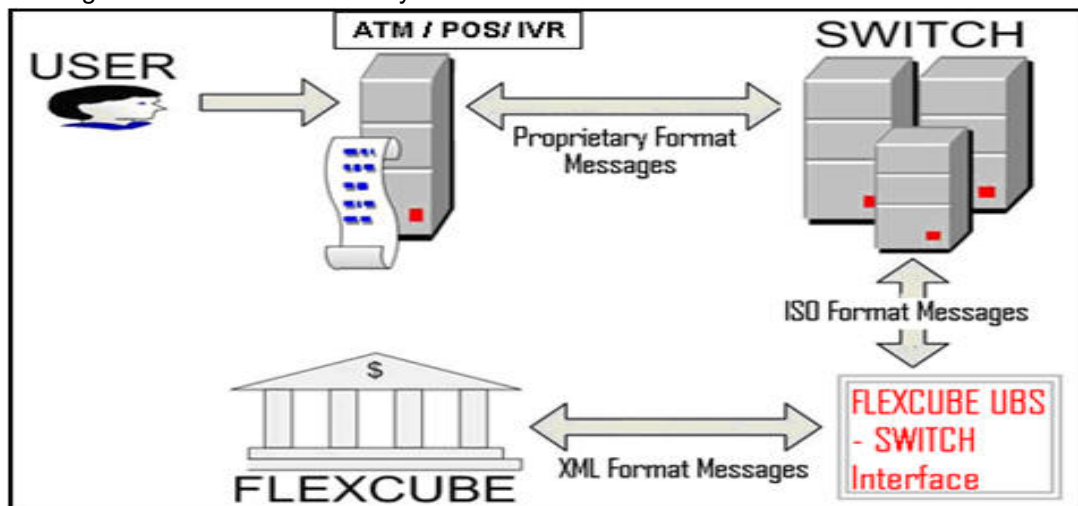 ATM / POS/ IVR
SWITCH
USER
Proprietary Format
Messages
ISO Format Messages
$
FLEXCUBE UBS
- SWITCH
Interface
XML Format Messages
FLEXCUBE